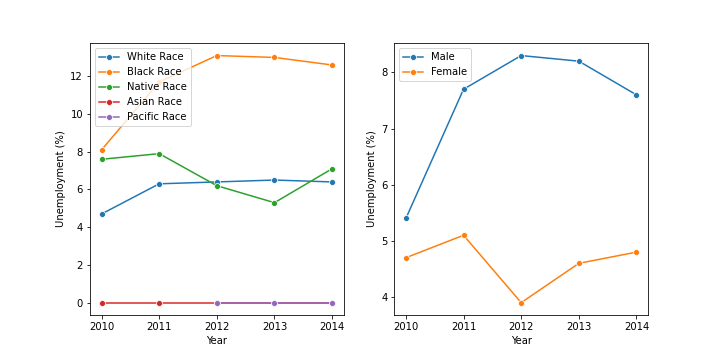 White Race
Black Race
Native Race
Asian Race
Pacific Race
Unemployment (%)
12
10
8
6
4
2
0
2010 2011 2012 2013 2014
Year
Male
Female
Unemployment (%)
8
7
6
5
4
2010 2011 2012 2013 2014
Year